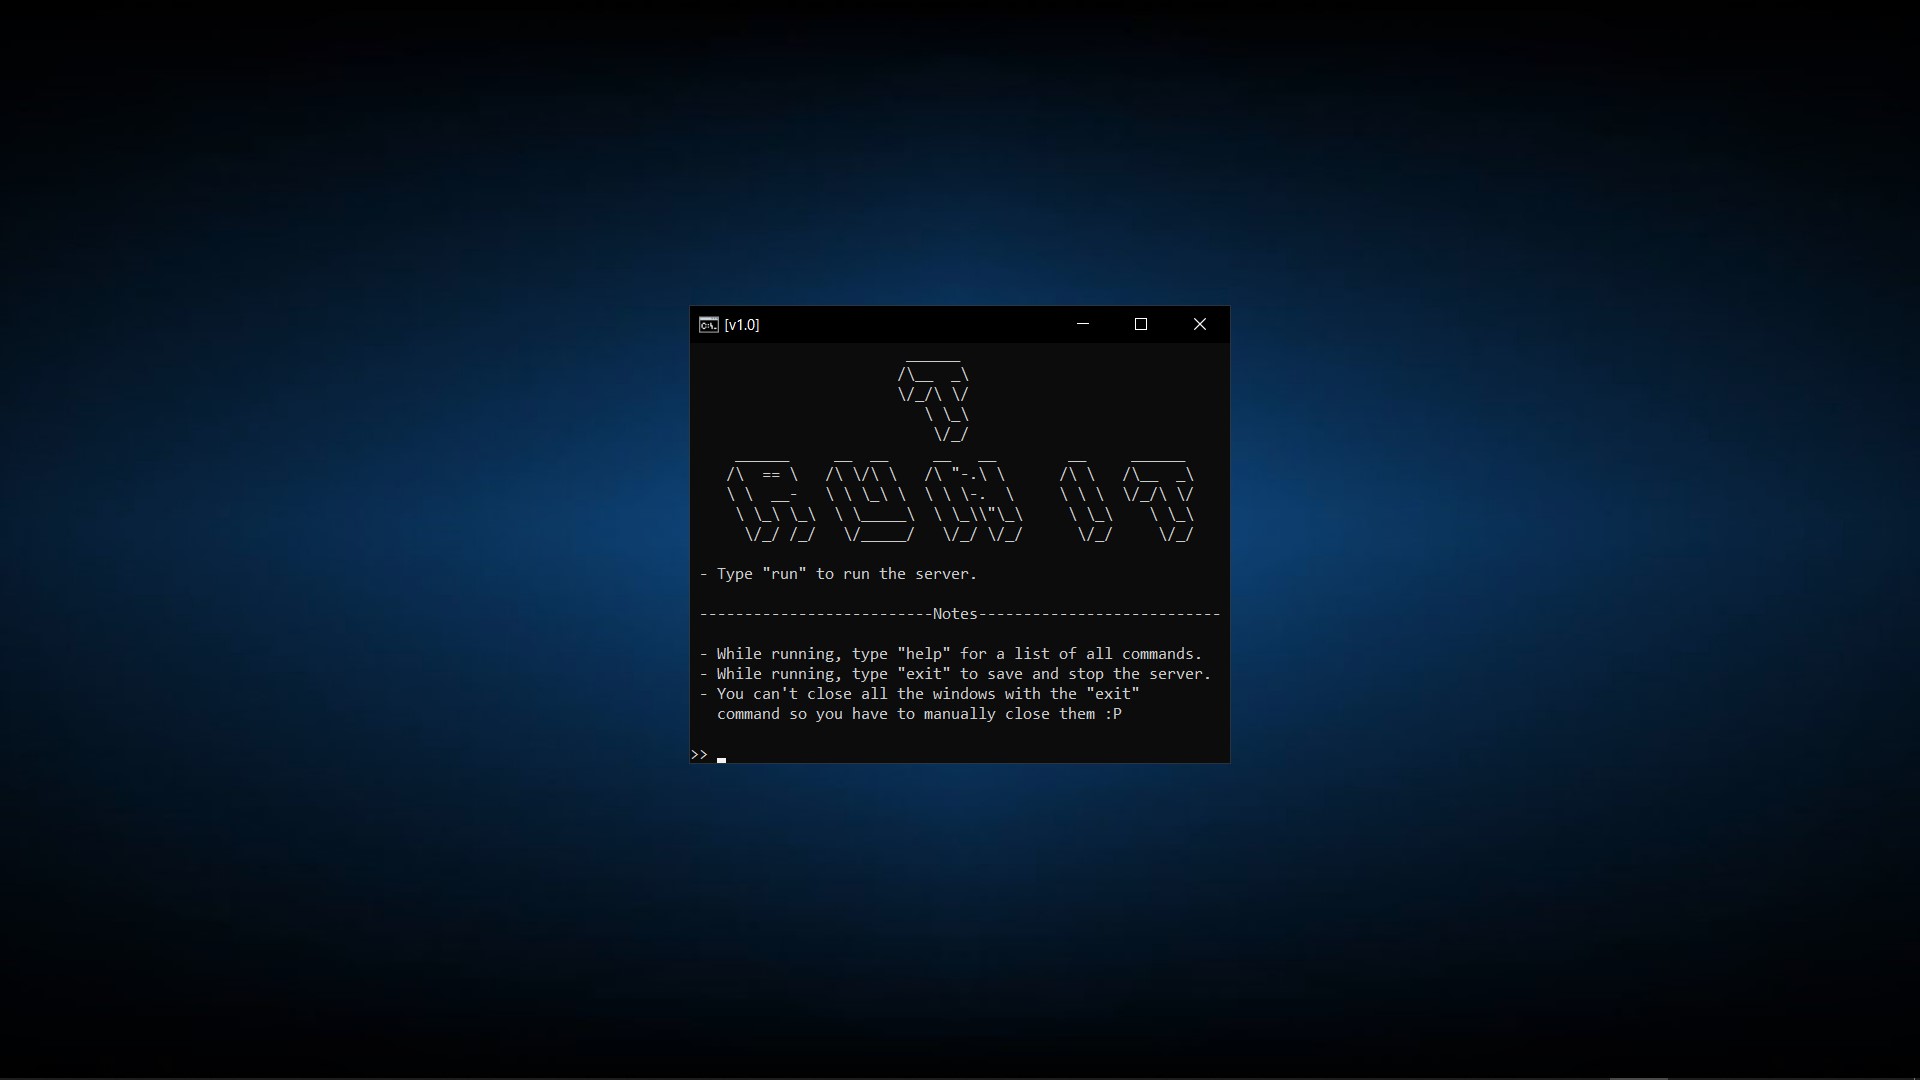 [v1.0]
T
RUN IT
- Type "run" to run the server.
--------------------------Notes---------------------------
- While running, type "help" for a list of all commands.
- While running, type "exit" to save and stop the server.
- You can't close all the windows with the "exit"
command so you have to manually close them :P
>>